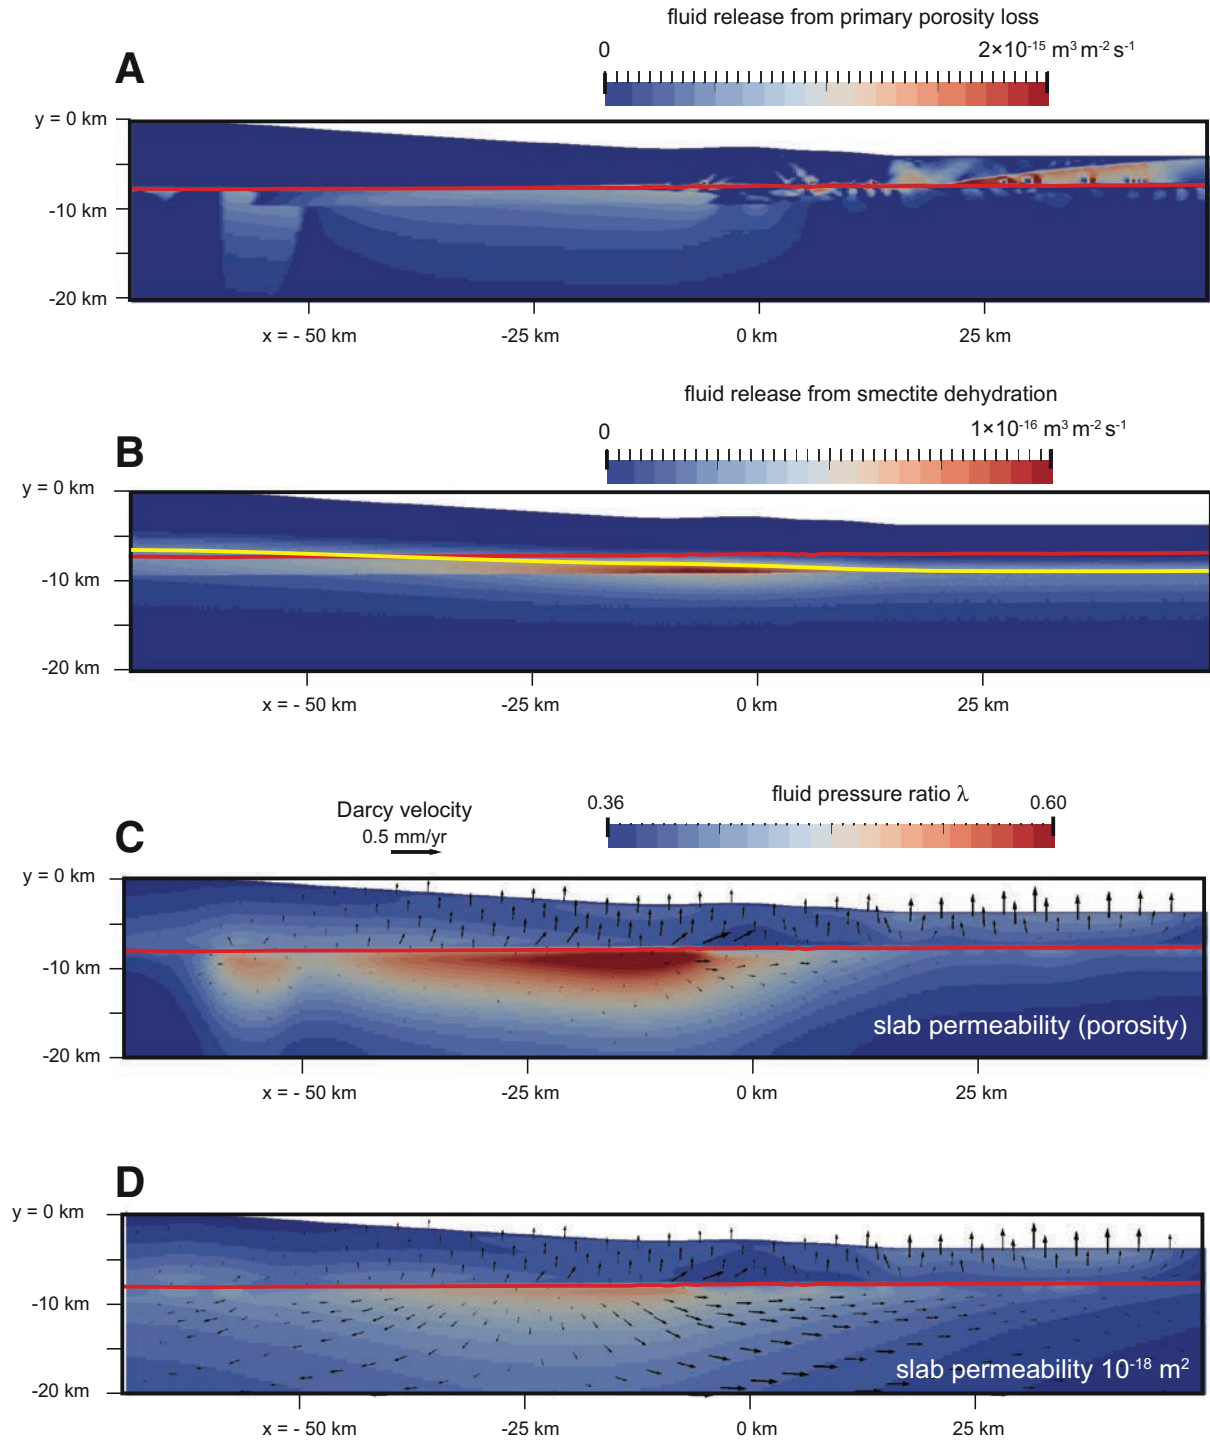 fluid release from primary porosity loss
0 2×10⁻¹⁵ m³ m⁻² s⁻¹
A
y = 0 km
-10 km
-20 km
x = - 50 km -25 km 0 km 25 km
fluid release from smectite dehydration
0 1×10⁻¹⁶ m³ m⁻² s⁻¹
B
y = 0 km
-10 km
-20 km
x = - 50 km -25 km 0 km 25 km
fluid pressure ratio λ
0.36 0.60
Darcy velocity
0.5 mm/yr
C
y = 0 km
-10 km
slab permeability (porosity)
-20 km
x = - 50 km -25 km 0 km 25 km
D
y = 0 km
-10 km
slab permeability 10⁻¹⁸ m²
-20 km
x = - 50 km -25 km 0 km 25 km